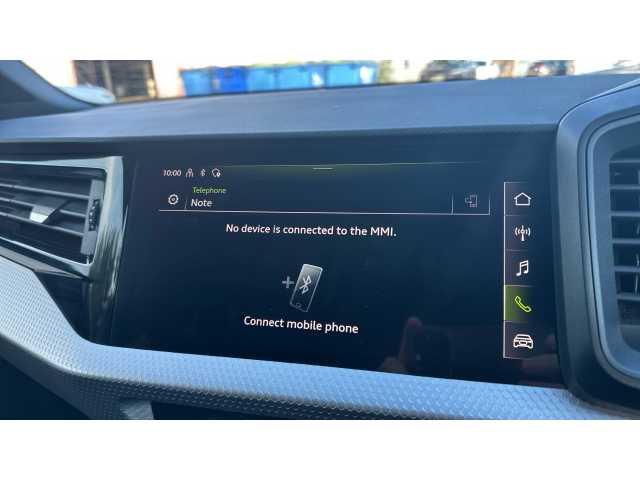 10:00
Telephone
Note
No device is connected to the MMI.
Connect mobile phone